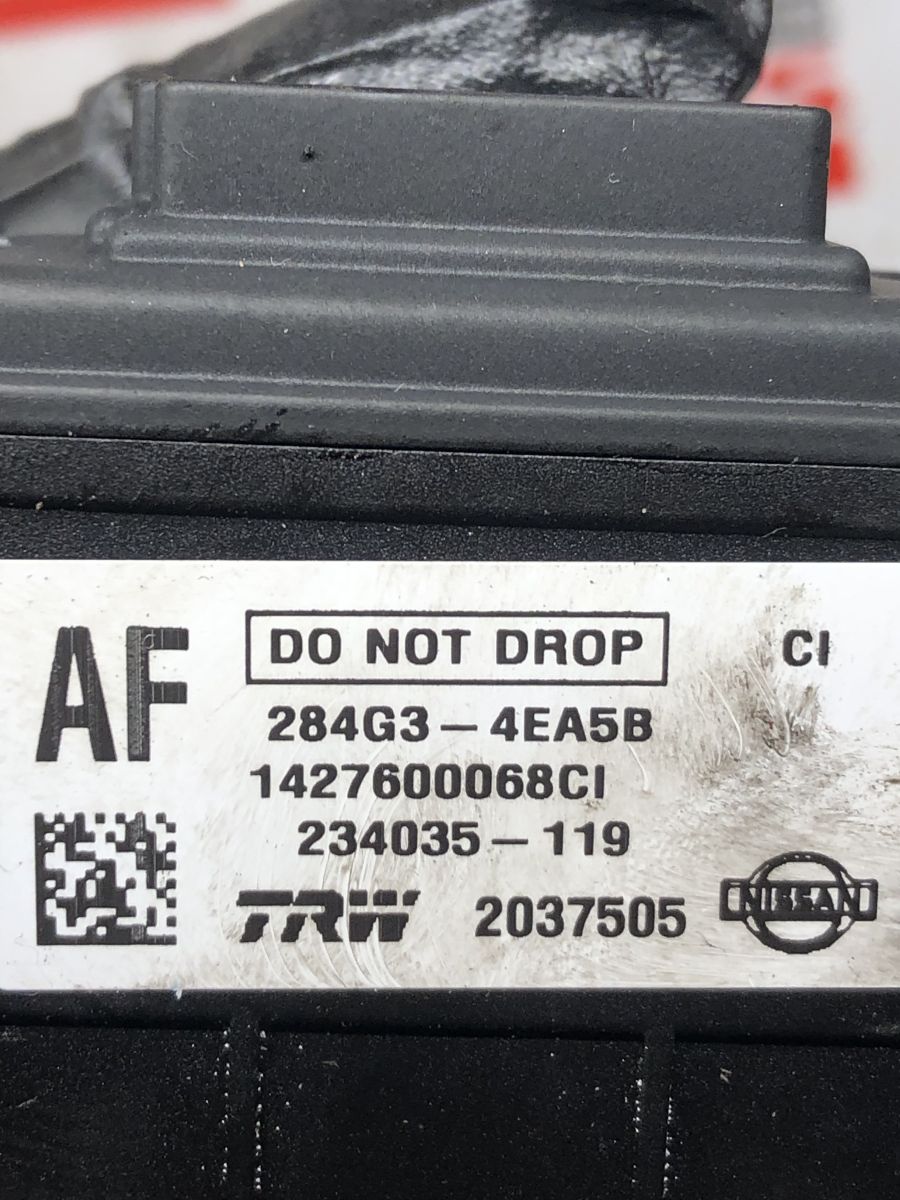 AF
DO NOT DROP
CI
284G3-4EA5B
1427600068CI
234035-119
TRW 2037505 NISSAN